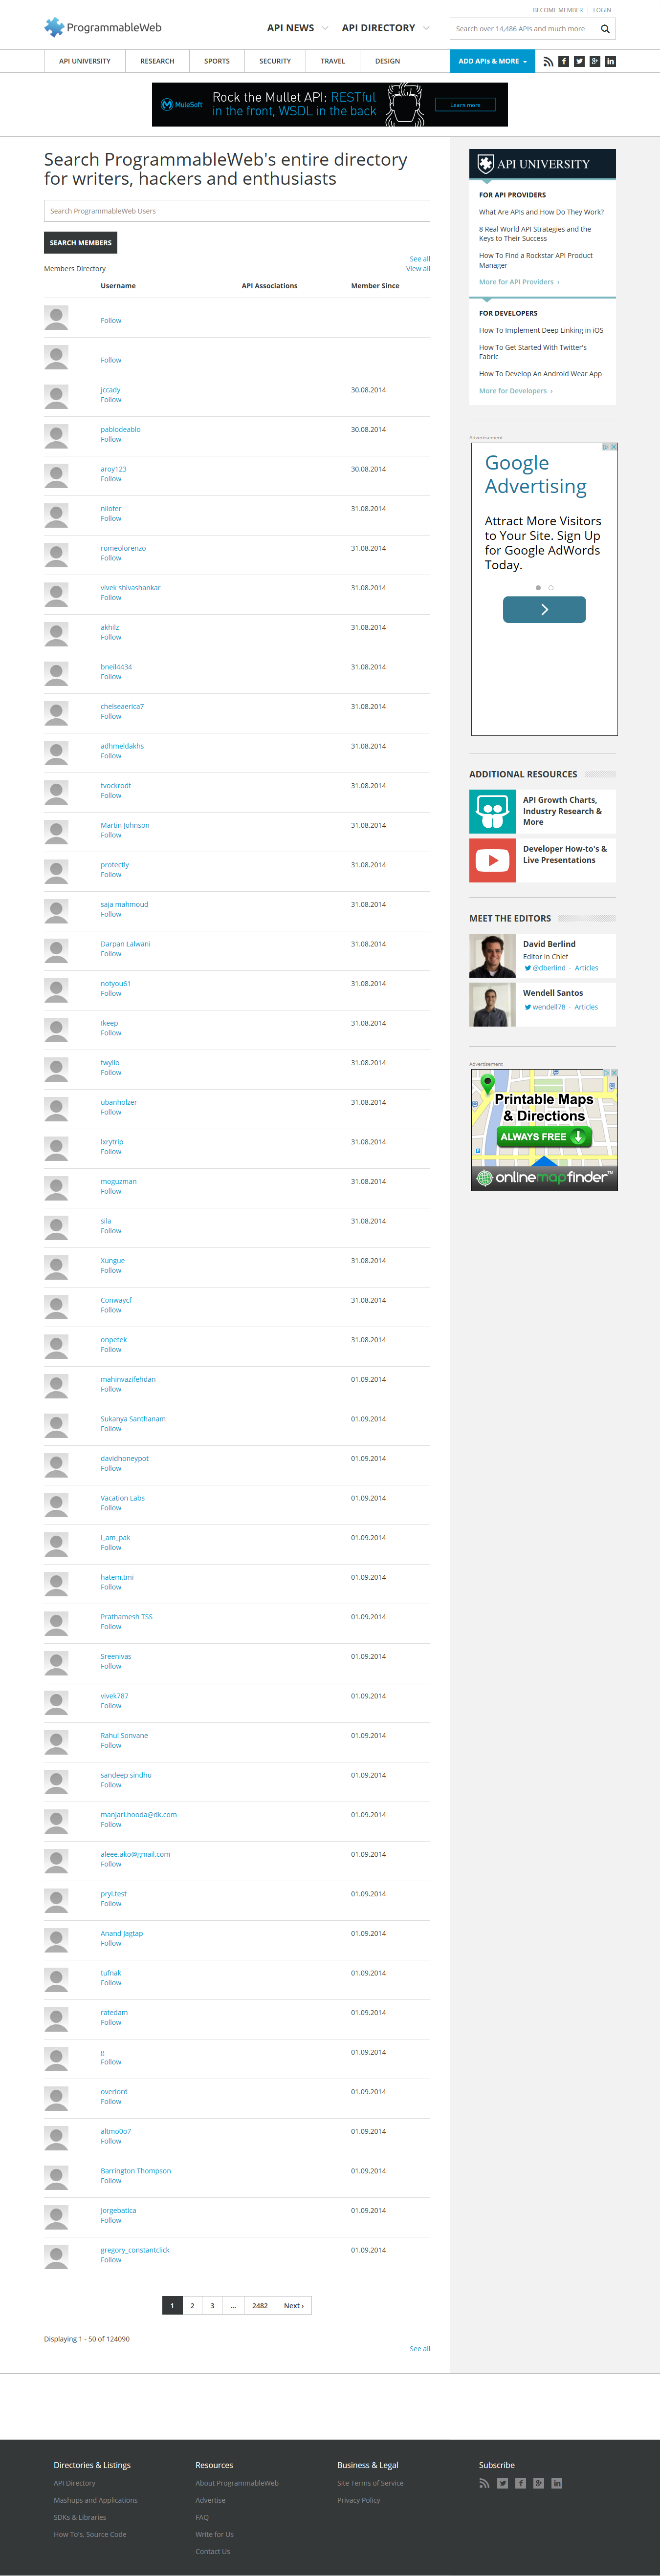 BECOME MEMBER | LOGIN
ProgrammableWeb
API NEWS
API DIRECTORY
Search over 14,486 APIs and much more
API UNIVERSITY
RESEARCH
SPORTS
SECURITY
TRAVEL
DESIGN
ADD APIs & MORE
MuleSoft
Rock the Mullet API: RESTful
in the front, WSDL in the back
Learn more
Search ProgrammableWeb's entire directory
for writers, hackers and enthusiasts
Search ProgrammableWeb Users
SEARCH MEMBERS
See all
Members Directory
View all
Username API Associations Member Since
Follow
Follow
jccady 30.08.2014
Follow
pablodeablo 30.08.2014
Follow
aroy123 30.08.2014
Follow
nilofer 31.08.2014
Follow
romeolorenzo 31.08.2014
Follow
vivek shivashankar 31.08.2014
Follow
akhilz 31.08.2014
Follow
bneil4434 31.08.2014
Follow
chelseaerica7 31.08.2014
Follow
adhmeldakhs 31.08.2014
Follow
tvockrodt 31.08.2014
Follow
Martin Johnson 31.08.2014
Follow
protectly 31.08.2014
Follow
saja mahmoud 31.08.2014
Follow
Darpan Lalwani 31.08.2014
Follow
notyou61 31.08.2014
Follow
ikeep 31.08.2014
Follow
twyllo 31.08.2014
Follow
ubanholzer 31.08.2014
Follow
lxrytrip 31.08.2014
Follow
moguzman 31.08.2014
Follow
sila 31.08.2014
Follow
Xungue 31.08.2014
Follow
Conwaycf 31.08.2014
Follow
onpetek 31.08.2014
Follow
mahinvazifehdan 01.09.2014
Follow
Sukanya Santhanam 01.09.2014
Follow
davidhoneypot 01.09.2014
Follow
Vacation Labs 01.09.2014
Follow
i_am_pak 01.09.2014
Follow
hatem.tmi 01.09.2014
Follow
Prathamesh TSS 01.09.2014
Follow
Sreenivas 01.09.2014
Follow
vivek787 01.09.2014
Follow
Rahul Sonvane 01.09.2014
Follow
sandeep sindhu 01.09.2014
Follow
manjari.hooda@dk.com 01.09.2014
Follow
aleee.ako@gmail.com 01.09.2014
Follow
pryl.test 01.09.2014
Follow
Anand Jagtap 01.09.2014
Follow
tufnak 01.09.2014
Follow
ratedam 01.09.2014
Follow
g 01.09.2014
Follow
overlord 01.09.2014
Follow
altmo0o7 01.09.2014
Follow
Barrington Thompson 01.09.2014
Follow
Jorgebatica 01.09.2014
Follow
gregory_constantclick 01.09.2014
Follow
1 2 3 ... 2482 Next ›
Displaying 1 - 50 of 124090
See all
API UNIVERSITY
FOR API PROVIDERS
What Are APIs and How Do They Work?
8 Real World API Strategies and the
Keys to Their Success
How To Find a Rockstar API Product
Manager
More for API Providers ›
FOR DEVELOPERS
How To Implement Deep Linking in iOS
How To Get Started With Twitter's
Fabric
How To Develop An Android Wear App
More for Developers ›
Advertisement
Google
Advertising
Attract More Visitors
to Your Site. Sign Up
for Google AdWords
Today.
ADDITIONAL RESOURCES
API Growth Charts,
Industry Research &
More
Developer How-to's &
Live Presentations
MEET THE EDITORS
David Berlind
Editor in Chief
@dberlind - Articles
Wendell Santos
wendell78 - Articles
Advertisement
Printable Maps
& Directions
ALWAYS FREE
onlinemapfinder™
Directories & Listings
API Directory
Mashups and Applications
SDKs & Libraries
How To's, Source Code
Resources
About ProgrammableWeb
Advertise
FAQ
Write for Us
Contact Us
Business & Legal
Site Terms of Service
Privacy Policy
Subscribe